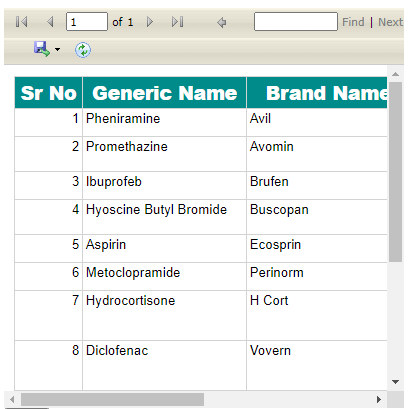 1 of 1 Find | Next
Sr No Generic Name Brand Name
1 Pheniramine Avil
2 Promethazine Avomin
3 Ibuprofeb Brufen
4 Hyoscine Butyl Bromide Buscopan
5 Aspirin Ecosprin
6 Metoclopramide Perinorm
7 Hydrocortisone H Cort
8 Diclofenac Vovern